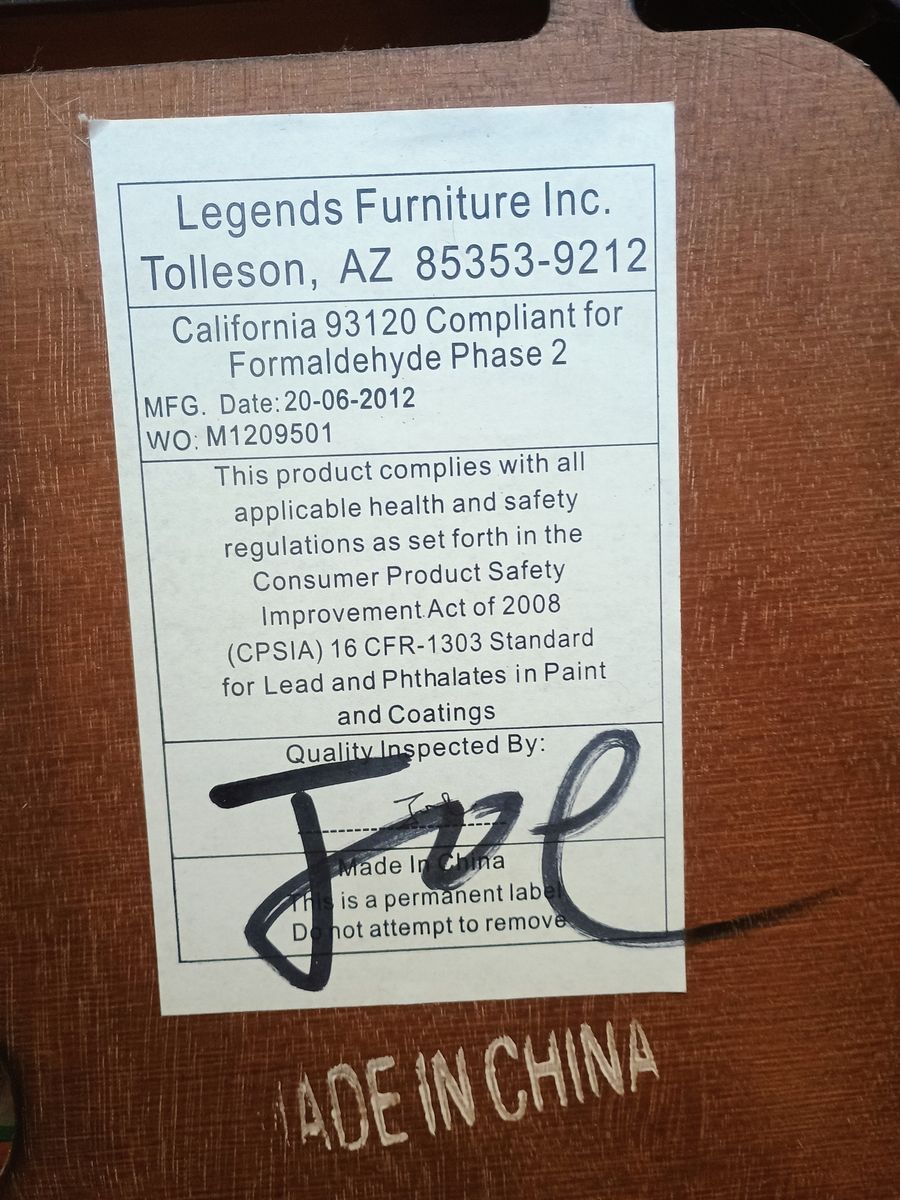 Legends Furniture Inc.
Tolleson, AZ 85353-9212
California 93120 Compliant for
Formaldehyde Phase 2
MFG. Date: 20-06-2012
WO: M1209501
This product complies with all
applicable health and safety
regulations as set forth in the
Consumer Product Safety
Improvement Act of 2008
(CPSIA) 16 CFR-1303 Standard
for Lead and Phthalates in Paint
and Coatings
Quality Inspected By:
Joe
Made In China
This is a permanent label
Do not attempt to remove
MADE IN CHINA